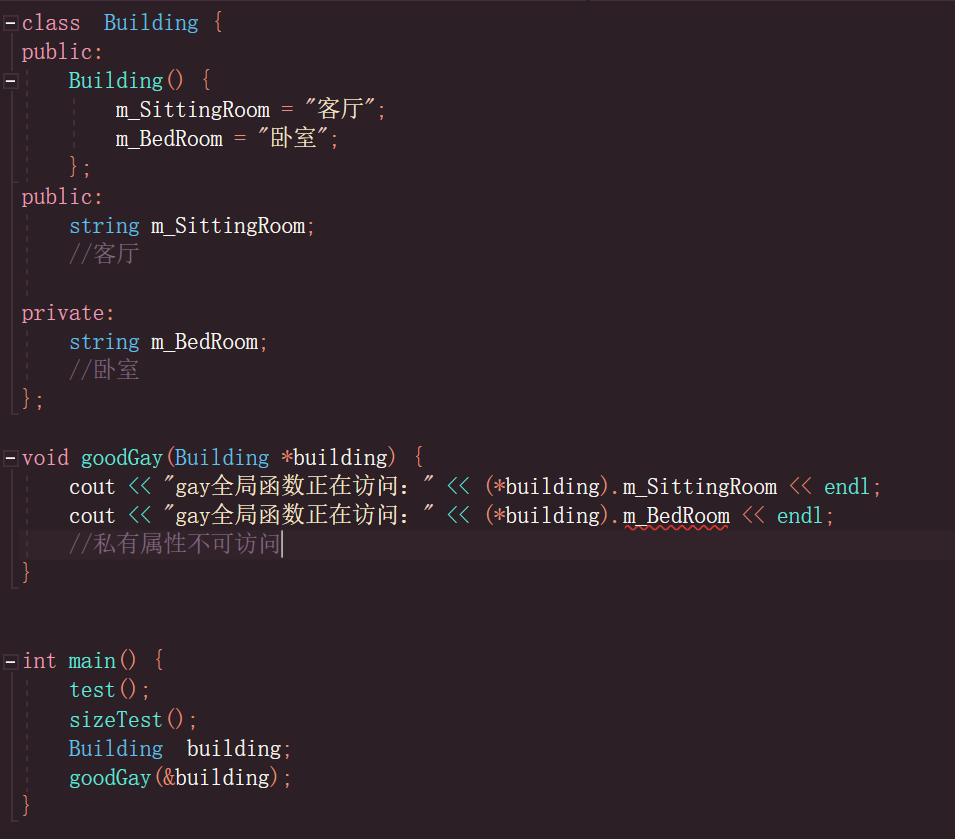 class  Building {
public:
    Building() {
        m_SittingRoom = "客厅";
        m_BedRoom = "卧室";
    };
public:
    string m_SittingRoom;
    //客厅

private:
    string m_BedRoom;
    //卧室
};

void goodGay(Building *building) {
    cout << "gay全局函数正在访问: " << (*building).m_SittingRoom << endl;
    cout << "gay全局函数正在访问: " << (*building).m_BedRoom << endl;
    //私有属性不可访问
}

int main() {
    test();
    sizeTest();
    Building  building;
    goodGay(&building);
}